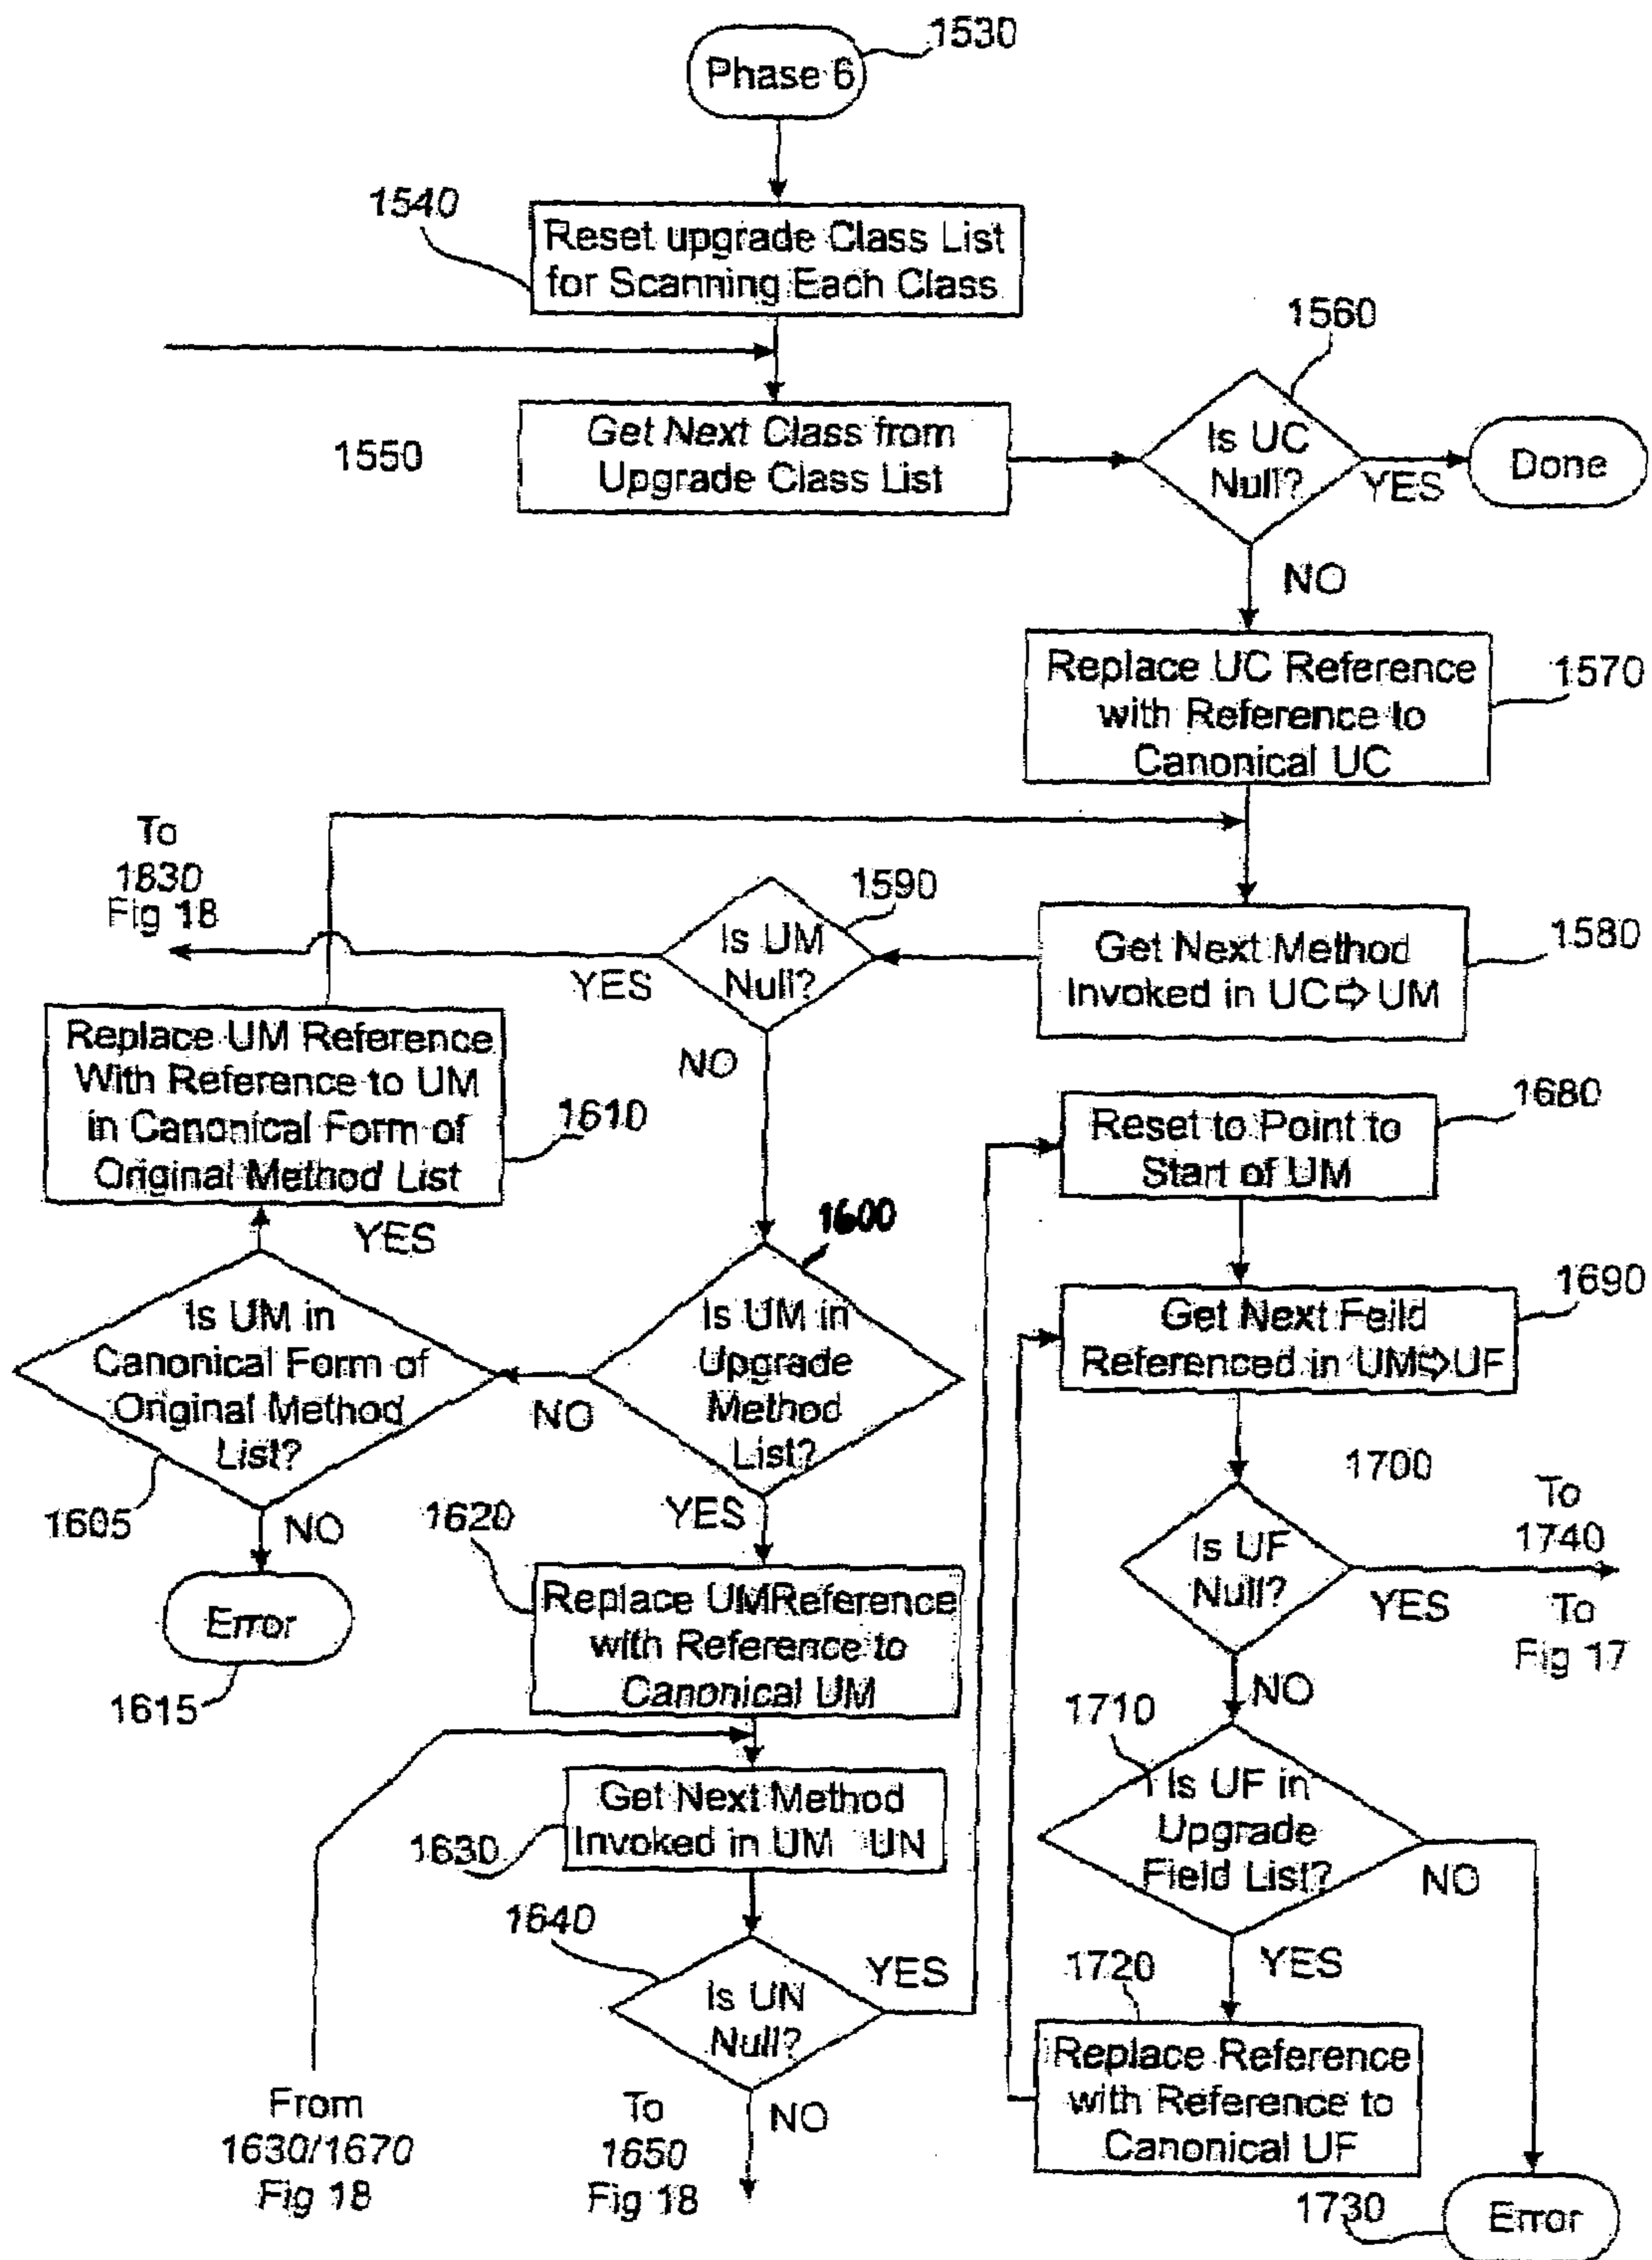 1530
Phase 6
1540
Reset upgrade Class List
for Scanning Each Class
1560
1550
Get Next Class from
Upgrade Class List
Is UC
Null?
YES
Done
NO
Replace UC Reference
with Reference to
Canonical UC
1570
To
1830
Fig 18
1590
Is UM
Null?
YES
NO
Get Next Method
Invoked in UC⇨UM
1580
Replace UM Reference
With Reference to UM
in Canonical Form of
Original Method List
1610
YES
1680
Reset to Point to
Start of UM
1600
Is UM in
Canonical Form of
Original Method
List?
NO
Is UM in
Upgrade
Method
List?
1690
Get Next Feild
Referenced in UM⇨UF
1605
NO
1620
YES
1700
Is UF
Null?
YES
To
1740
To
Fig 17
Error
1615
Replace UMReference
with Reference to
Canonical UM
NO
1710
Is UF in
Upgrade
Field List?
NO
1630
Get Next Method
Invoked in UM UN
1640
Is UN
Null?
YES
NO
YES
1720
Replace Reference
with Reference to
Canonical UF
From
1630/1670
Fig 18
To
1650
Fig 18
1730
Error